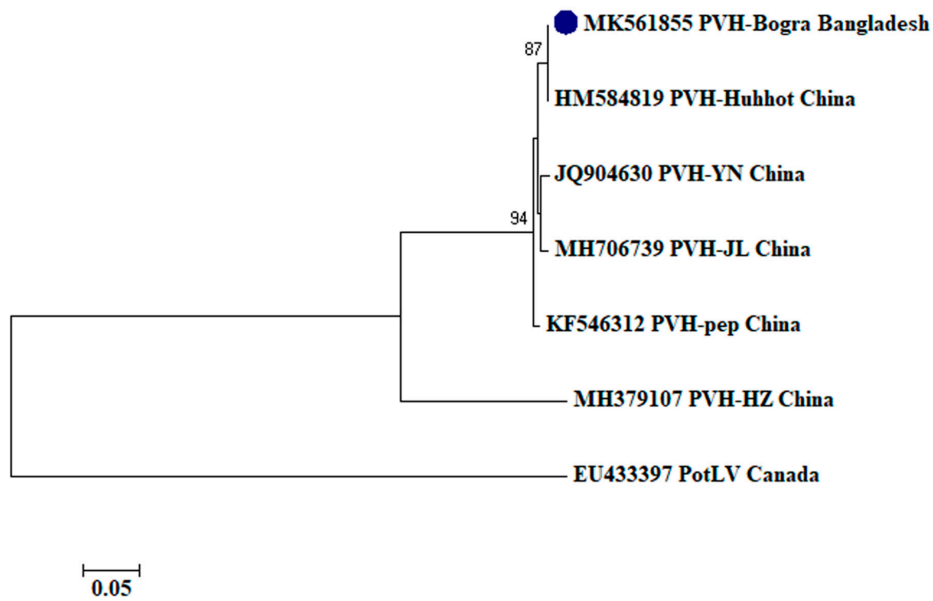 MK561855 PVH-Bogra Bangladesh
87
HM584819 PVH-Huhhot China
JQ904630 PVH-YN China
94
MH706739 PVH-JL China
KF546312 PVH-pep China
MH379107 PVH-HZ China
EU433397 PotLV Canada
0.05